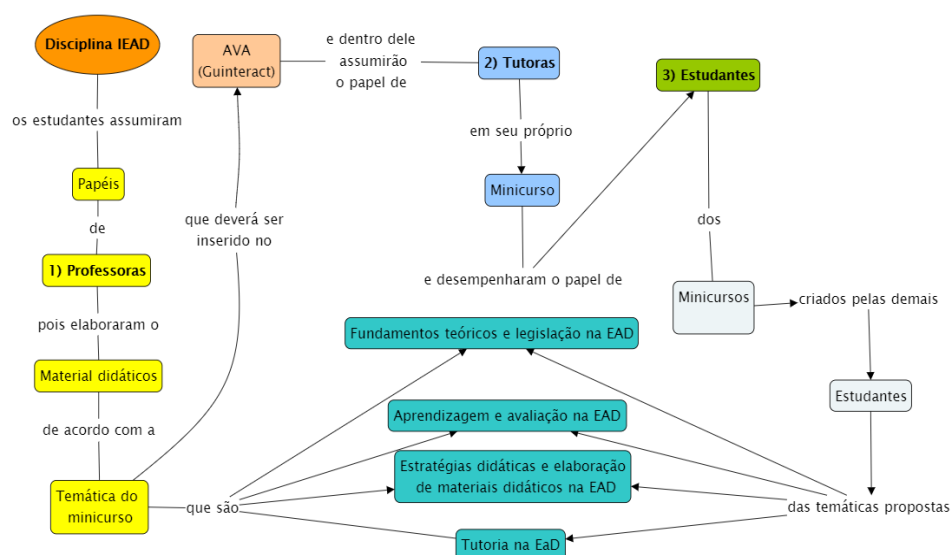 Disciplina IEAD
os estudantes assumiram
Papéis
de
1) Professoras
pois elaboraram o
Material didáticos
de acordo com a
Temática do
minicurso
que deverá ser
inserido no
AVA
(Guinteract)
e dentro dele
assumirão
o papel de
2) Tutoras
em seu próprio
Minicurso
e desempenharam o papel de
3) Estudantes
dos
Minicursos
criados pelas demais
Estudantes
das temáticas propostas
que são
Fundamentos teóricos e legislação na EAD
Aprendizagem e avaliação na EAD
Estratégias didáticas e elaboração
de materiais didáticos na EAD
Tutoria na EaD